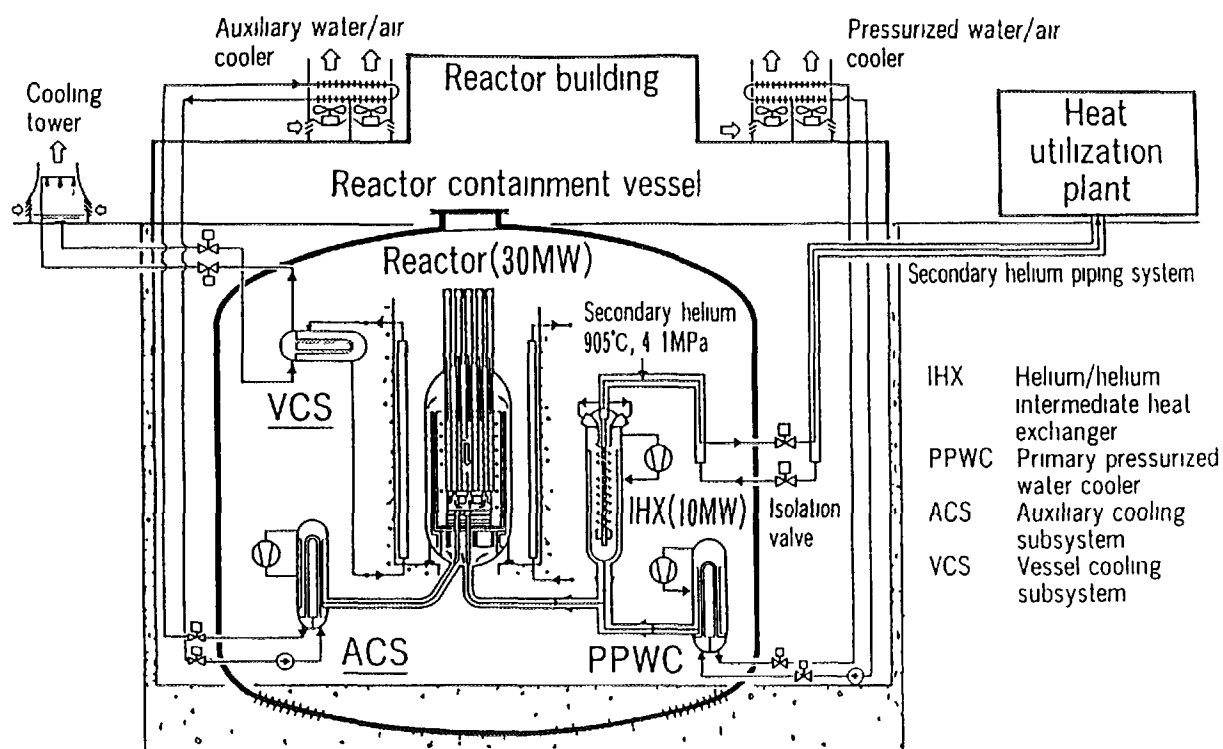 Auxiliary water/air
cooler
Pressurized water/air
cooler
Reactor building
Cooling
tower
Heat
utilization
plant
Reactor containment vessel
Reactor(30MW)
Secondary helium piping system
Secondary helium
905°C, 4 1MPa
VCS
IHX(10MW)
Isolation
valve
ACS
PPWC
IHX Helium/helium
intermediate heat
exchanger
PPWC Primary pressurized
water cooler
ACS Auxiliary cooling
subsystem
VCS Vessel cooling
subsystem